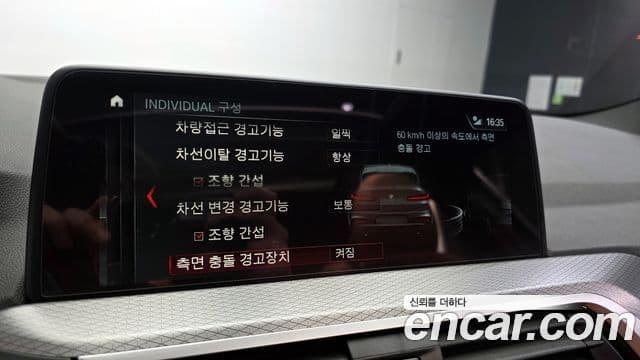 INDIVIDUAL 구성
16:35
차량접근 경고기능 일찍
차선이탈 경고기능 항상
조향 간섭
차선 변경 경고기능 보통
조향 간섭
측면 충돌 경고장치 켜짐
60 km/h 이상의 속도에서 측면
충돌 경고
신뢰를 더하다
encar.com